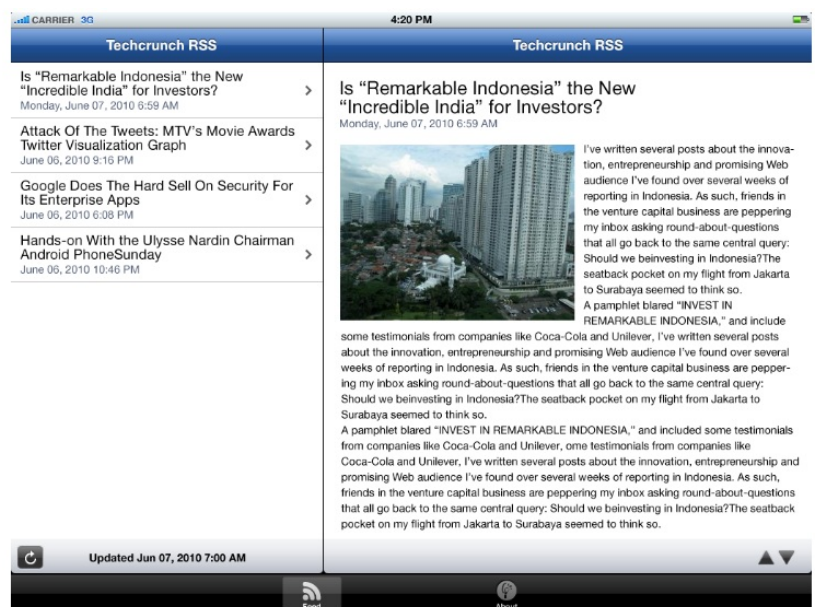 CARRIER 3G
4:20 PM
Techcrunch RSS
Is “Remarkable Indonesia” the New
“Incredible India” for Investors?
Monday, June 07, 2010 6:59 AM
Attack Of The Tweets: MTV's Movie Awards
Twitter Visualization Graph
June 06, 2010 9:16 PM
Google Does The Hard Sell On Security For
Its Enterprise Apps
June 06, 2010 6:08 PM
Hands-on With the Ulysse Nardin Chairman
Android PhoneSunday
June 06, 2010 10:46 PM
Updated Jun 07, 2010 7:00 AM
Techcrunch RSS
Is “Remarkable Indonesia” the New
“Incredible India” for Investors?
Monday, June 07, 2010 6:59 AM
I've written several posts about the innova-
tion, entrepreneurship and promising Web
audience I've found over several weeks of
reporting in Indonesia. As such, friends in
the venture capital business are peppering
my inbox asking round-about-questions
that all go back to the same central query:
Should we beinvesting in Indonesia?The
seatback pocket on my flight from Jakarta
to Surabaya seemed to think so.
A pamphlet blared “INVEST IN
REMARKABLE INDONESIA,” and include
some testimonials from companies like Coca-Cola and Unilever, I've written several posts
about the innovation, entrepreneurship and promising Web audience I've found over several
weeks of reporting in Indonesia. As such, friends in the venture capital business are pepper-
ing my inbox asking round-about-questions that all go back to the same central query:
Should we beinvesting in Indonesia?The seatback pocket on my flight from Jakarta to
Surabaya seemed to think so.
A pamphlet blared “INVEST IN REMARKABLE INDONESIA,” and included some testimonials
from companies like Coca-Cola and Unilever, ome testimonials from companies like
Coca-Cola and Unilever, I've written several posts about the innovation, entrepreneurship and
promising Web audience I've found over several weeks of reporting in Indonesia. As such,
friends in the venture capital business are peppering my inbox asking round-about-questions
that all go back to the same central query: Should we beinvesting in Indonesia?The seatback
pocket on my flight from Jakarta to Surabaya seemed to think so.